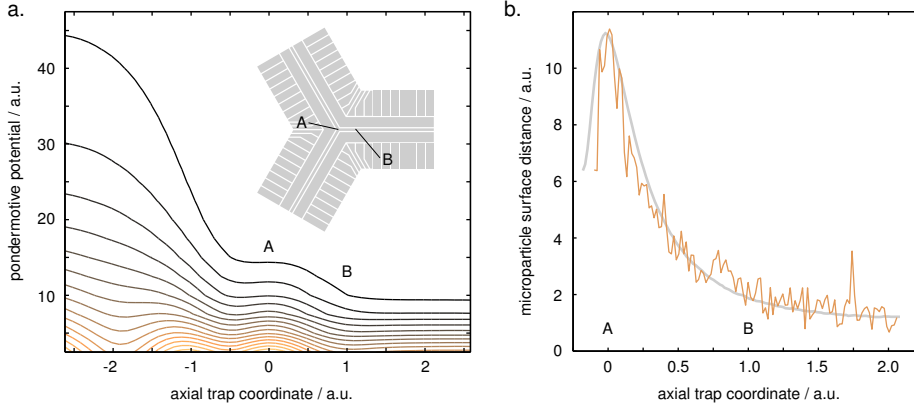 a.
pondermotive potential / a.u.
40
30
20
10
A
B
A
B
-2
-1
0
1
2
axial trap coordinate / a.u.
b.
microparticle surface distance / a.u.
10
8
6
4
2
0
A
B
0
0.5
1.0
1.5
2.0
axial trap coordinate / a.u.